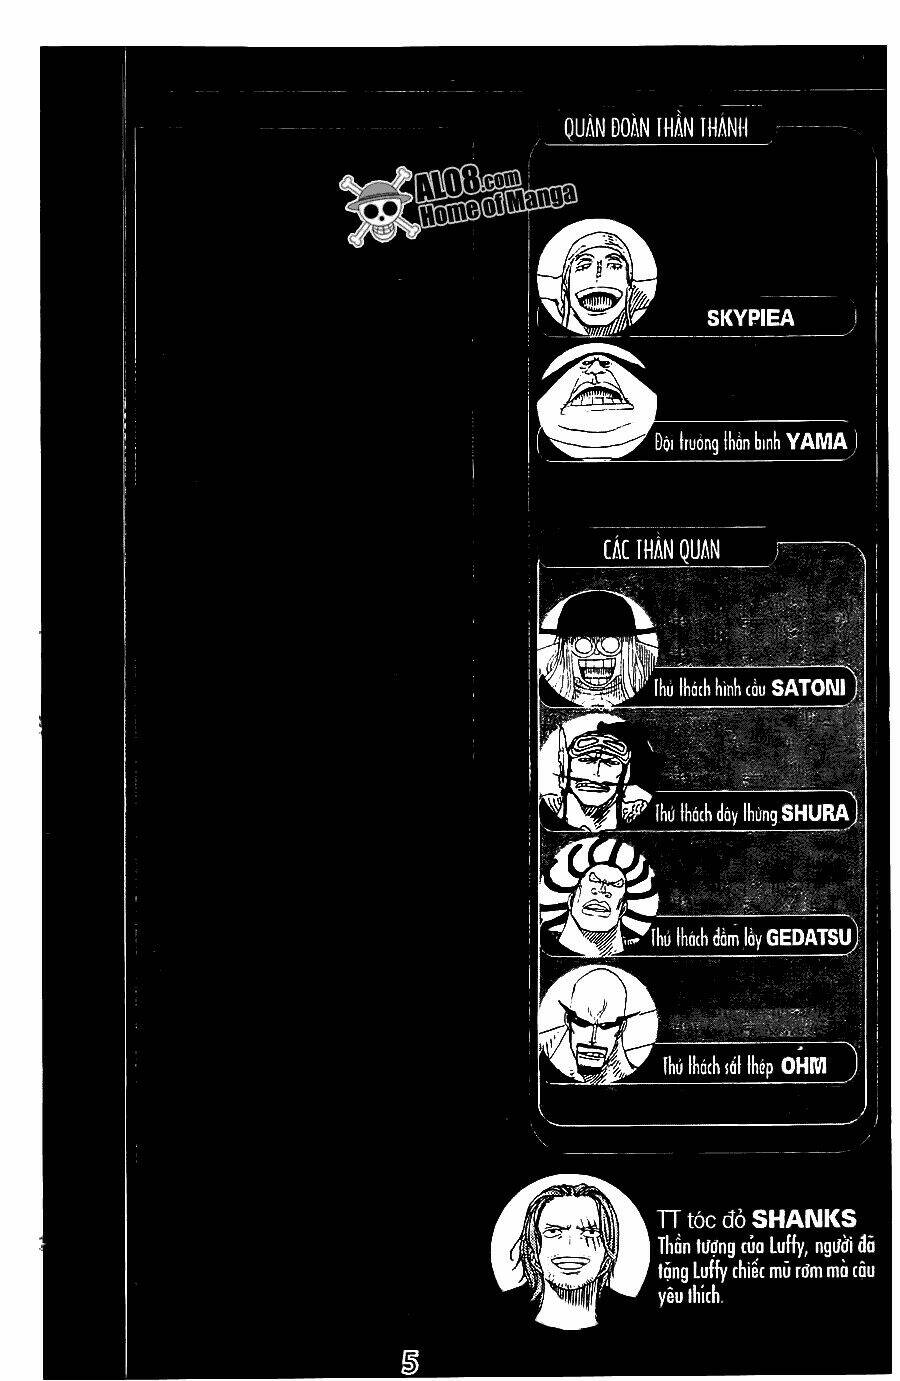 QUÂN ĐOÀN THẦN THÁNH
ALO8.com
Home of Manga
SKYPIEA
Đội trưởng thần binh YAMA
CÁC THẦN QUAN
Thử thách hình cầu SATONI
Thử thách dây thừng SHURA
Thử thách đầm lầy GEDATSU
Thử thách sắt thép OHM
TT tóc đỏ SHANKS
Thần tượng của Luffy, người đã
tặng Luffy chiếc mũ rơm mà cậu
yêu thích.
5